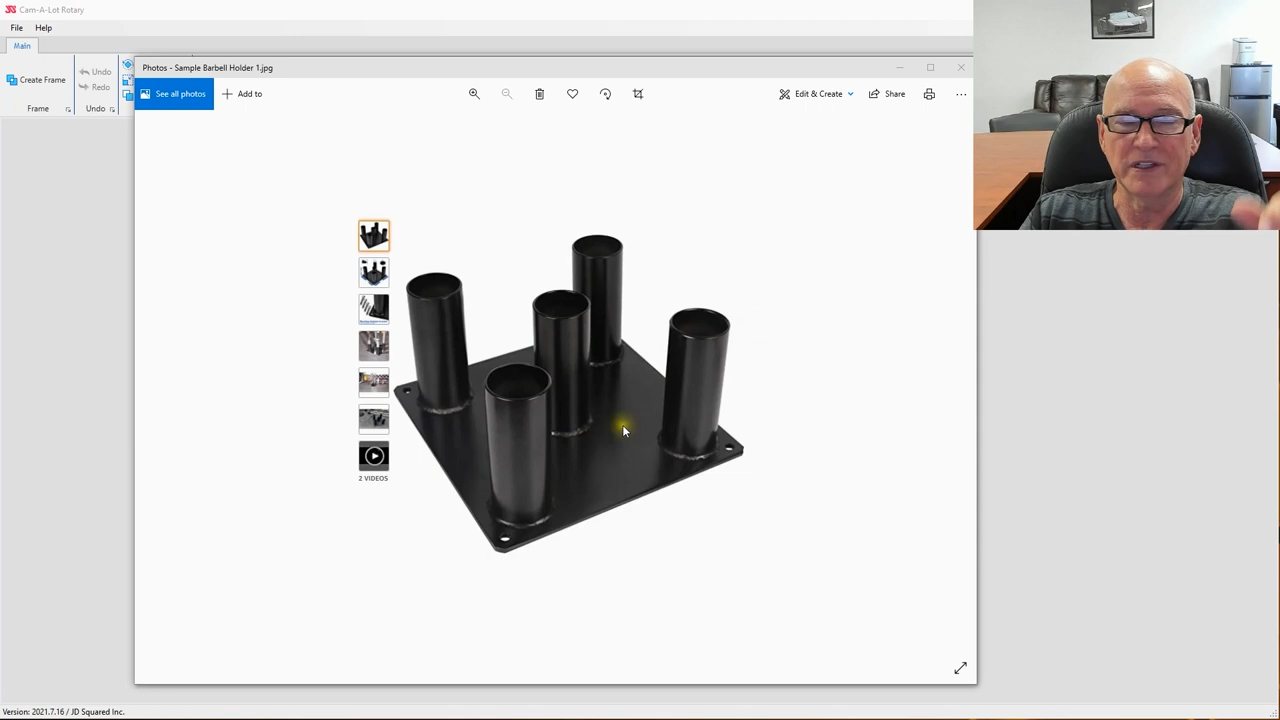 Cam-A-Lot Rotary
File Help
Main
Create Frame
Undo
Redo
Frame
Undo
Photos - Sample Barbell Holder 1.jpg
See all photos
Add to
Edit & Create
Share
2 VIDEOS
Version: 2021.7.16 / JD Squared Inc.